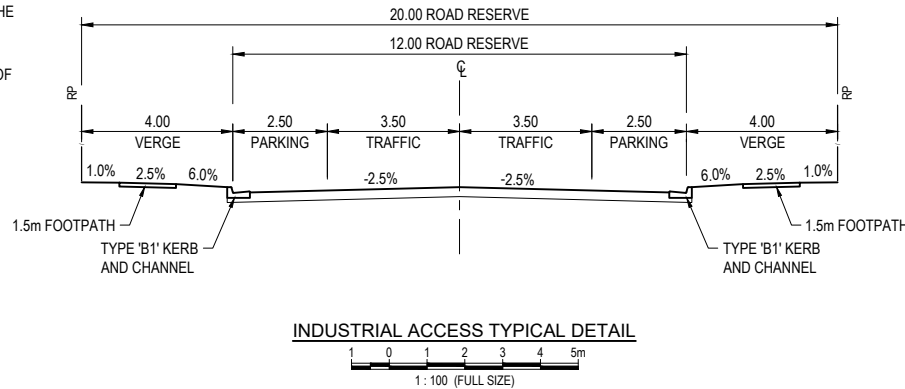 HE
OF
20.00 ROAD RESERVE
12.00 ROAD RESERVE
℄
RP
RP
4.00
VERGE
2.50
PARKING
3.50
TRAFFIC
3.50
TRAFFIC
2.50
PARKING
4.00
VERGE
1.0%
2.5%
6.0%
-2.5%
-2.5%
6.0%
2.5%
1.0%
1.5m FOOTPATH
1.5m FOOTPATH
TYPE 'B1' KERB
AND CHANNEL
TYPE 'B1' KERB
AND CHANNEL
INDUSTRIAL ACCESS TYPICAL DETAIL
1 0 1 2 3 4 5m
1 : 100 (FULL SIZE)